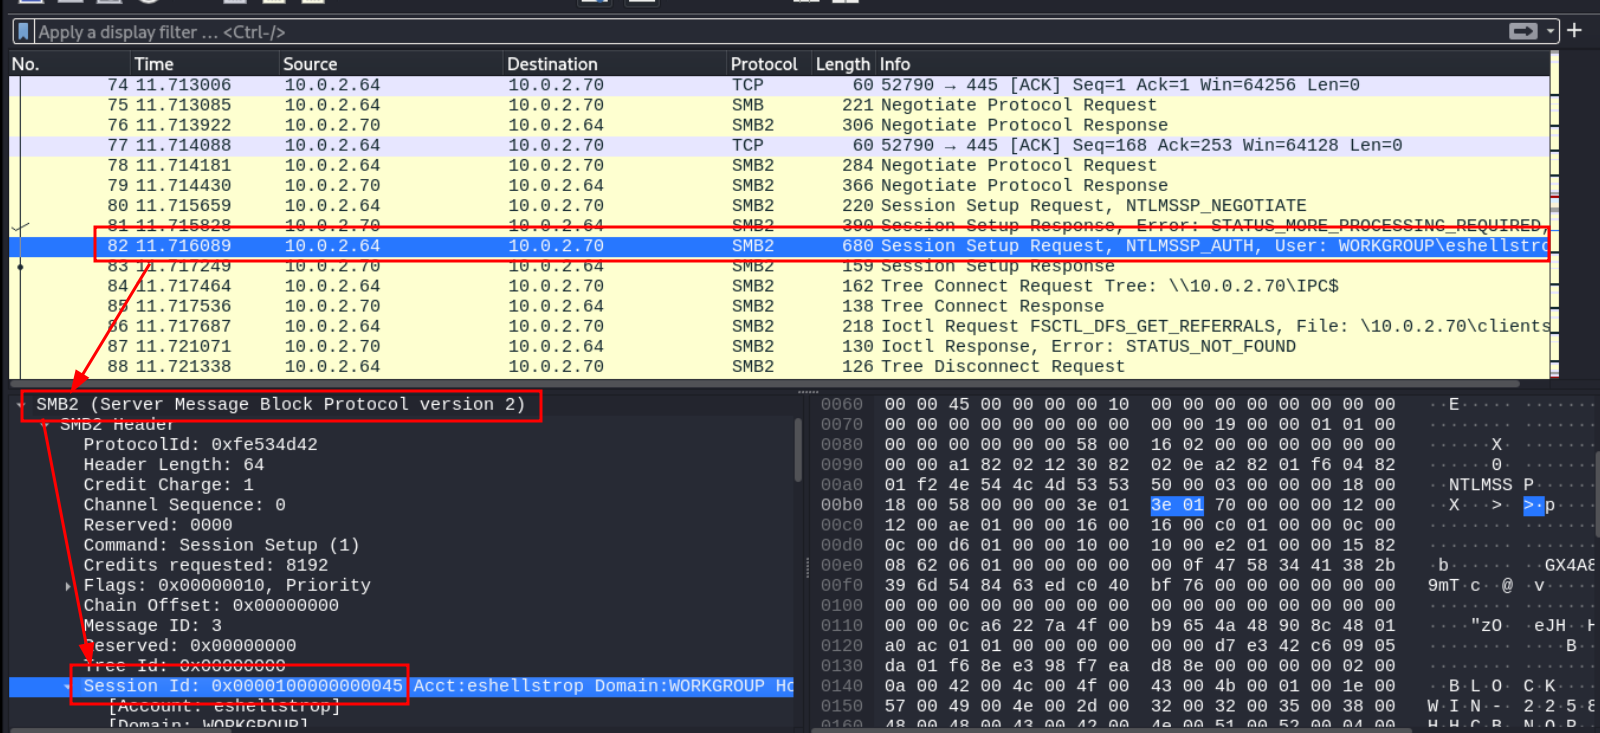 Apply a display filter … <Ctrl-/>
No. Time Source Destination Protocol Length Info
74 11.713006 10.0.2.64 10.0.2.70 TCP 60 52790 → 445 [ACK] Seq=1 Ack=1 Win=64256 Len=0
75 11.713085 10.0.2.64 10.0.2.70 SMB 221 Negotiate Protocol Request
76 11.713922 10.0.2.70 10.0.2.64 SMB2 306 Negotiate Protocol Response
77 11.714088 10.0.2.64 10.0.2.70 TCP 60 52790 → 445 [ACK] Seq=168 Ack=253 Win=64128 Len=0
78 11.714181 10.0.2.64 10.0.2.70 SMB2 284 Negotiate Protocol Request
79 11.714430 10.0.2.70 10.0.2.64 SMB2 366 Negotiate Protocol Response
80 11.715659 10.0.2.64 10.0.2.70 SMB2 220 Session Setup Request, NTLMSSP_NEGOTIATE
81 11.715828 10.0.2.70 10.0.2.64 SMB2 390 Session Setup Response, Error: STATUS_MORE_PROCESSING_REQUIRED,
82 11.716089 10.0.2.64 10.0.2.70 SMB2 680 Session Setup Request, NTLMSSP_AUTH, User: WORKGROUP\eshellstro
83 11.717249 10.0.2.70 10.0.2.64 SMB2 159 Session Setup Response
84 11.717464 10.0.2.64 10.0.2.70 SMB2 162 Tree Connect Request Tree: \\10.0.2.70\IPC$
85 11.717536 10.0.2.70 10.0.2.64 SMB2 138 Tree Connect Response
86 11.717687 10.0.2.64 10.0.2.70 SMB2 218 Ioctl Request FSCTL_DFS_GET_REFERRALS, File: \10.0.2.70\clients
87 11.721071 10.0.2.70 10.0.2.64 SMB2 130 Ioctl Response, Error: STATUS_NOT_FOUND
88 11.721338 10.0.2.64 10.0.2.70 SMB2 126 Tree Disconnect Request
SMB2 (Server Message Block Protocol version 2)
SMB2 Header
ProtocolId: 0xfe534d42
Header Length: 64
Credit Charge: 1
Channel Sequence: 0
Reserved: 0000
Command: Session Setup (1)
Credits requested: 8192
Flags: 0x00000010, Priority
Chain Offset: 0x00000000
Message ID: 3
Reserved: 0x00000000
Tree Id: 0x00000000
Session Id: 0x0000100000000045 Acct:eshellstrop Domain:WORKGROUP Ho
[Account: eshellstrop]
[Domain: WORKGROUP]
0060 00 00 45 00 00 00 00 10 00 00 00 00 00 00 00 00 ··E····· ········
0070 00 00 00 00 00 00 00 00 00 00 19 00 00 01 01 00 ········ ········
0080 00 00 00 00 00 00 58 00 16 02 00 00 00 00 00 00 ······X· ········
0090 00 00 a1 82 02 12 30 82 02 0e a2 82 01 f6 04 82 ······0· ········
00a0 01 f2 4e 54 4c 4d 53 53 50 00 03 00 00 00 18 00 ··NTLMSS P·······
00b0 18 00 58 00 00 00 3e 01 3e 01 70 00 00 00 12 00 ··X···>· >·p·····
00c0 12 00 ae 01 00 00 16 00 16 00 c0 01 00 00 0c 00 ········ ········
00d0 0c 00 d6 01 00 00 10 00 10 00 e2 01 00 00 15 82 ········ ········
00e0 08 62 06 01 00 00 00 00 00 0f 47 58 34 41 38 2b ·b······ ··GX4A8
00f0 39 6d 54 84 63 ed c0 40 bf 76 00 00 00 00 00 00 9mT·c··@ ·v······
0100 00 00 00 00 00 00 00 00 00 00 00 00 00 00 00 00 ········ ········
0110 00 00 0c a6 22 7a 4f 00 b9 65 4a 48 90 8c 48 01 ····"zO· ·eJH··H
0120 a0 ac 01 01 00 00 00 00 00 00 d7 e3 42 c6 09 05 ········ ····B···
0130 da 01 f6 8e e3 98 f7 ea d8 8e 00 00 00 00 02 00 ········ ········
0140 0a 00 42 00 4c 00 4f 00 43 00 4b 00 01 00 1e 00 ··B·L·O· C·K·····
0150 57 00 49 00 4e 00 2d 00 32 00 32 00 35 00 38 00 W·I·N·-· 2·2·5·8
0160 48 00 48 00 43 00 42 00 4e 00 51 00 52 00 04 00 H·H·C·B· N·Q·R···